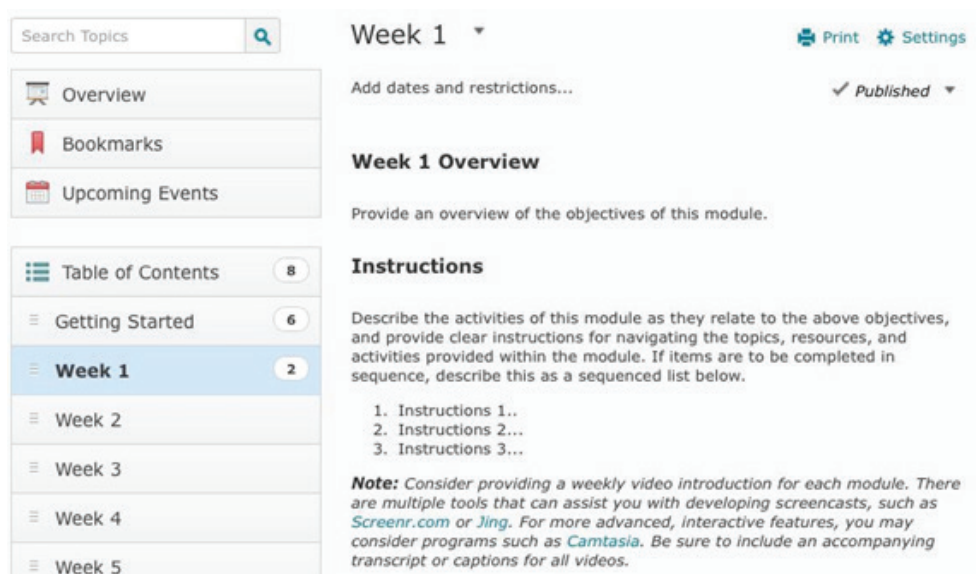 Search Topics
Overview
Bookmarks
Upcoming Events
Table of Contents 8
Getting Started 6
Week 1 2
Week 2
Week 3
Week 4
Week 5
Week 1
Print Settings
Add dates and restrictions...
Published
Week 1 Overview
Provide an overview of the objectives of this module.
Instructions
Describe the activities of this module as they relate to the above objectives,
and provide clear instructions for navigating the topics, resources, and
activities provided within the module. If items are to be completed in
sequence, describe this as a sequenced list below.
1. Instructions 1..
2. Instructions 2...
3. Instructions 3...
Note: Consider providing a weekly video introduction for each module. There
are multiple tools that can assist you with developing screencasts, such as
Screenr.com or Jing. For more advanced, interactive features, you may
consider programs such as Camtasia. Be sure to include an accompanying
transcript or captions for all videos.